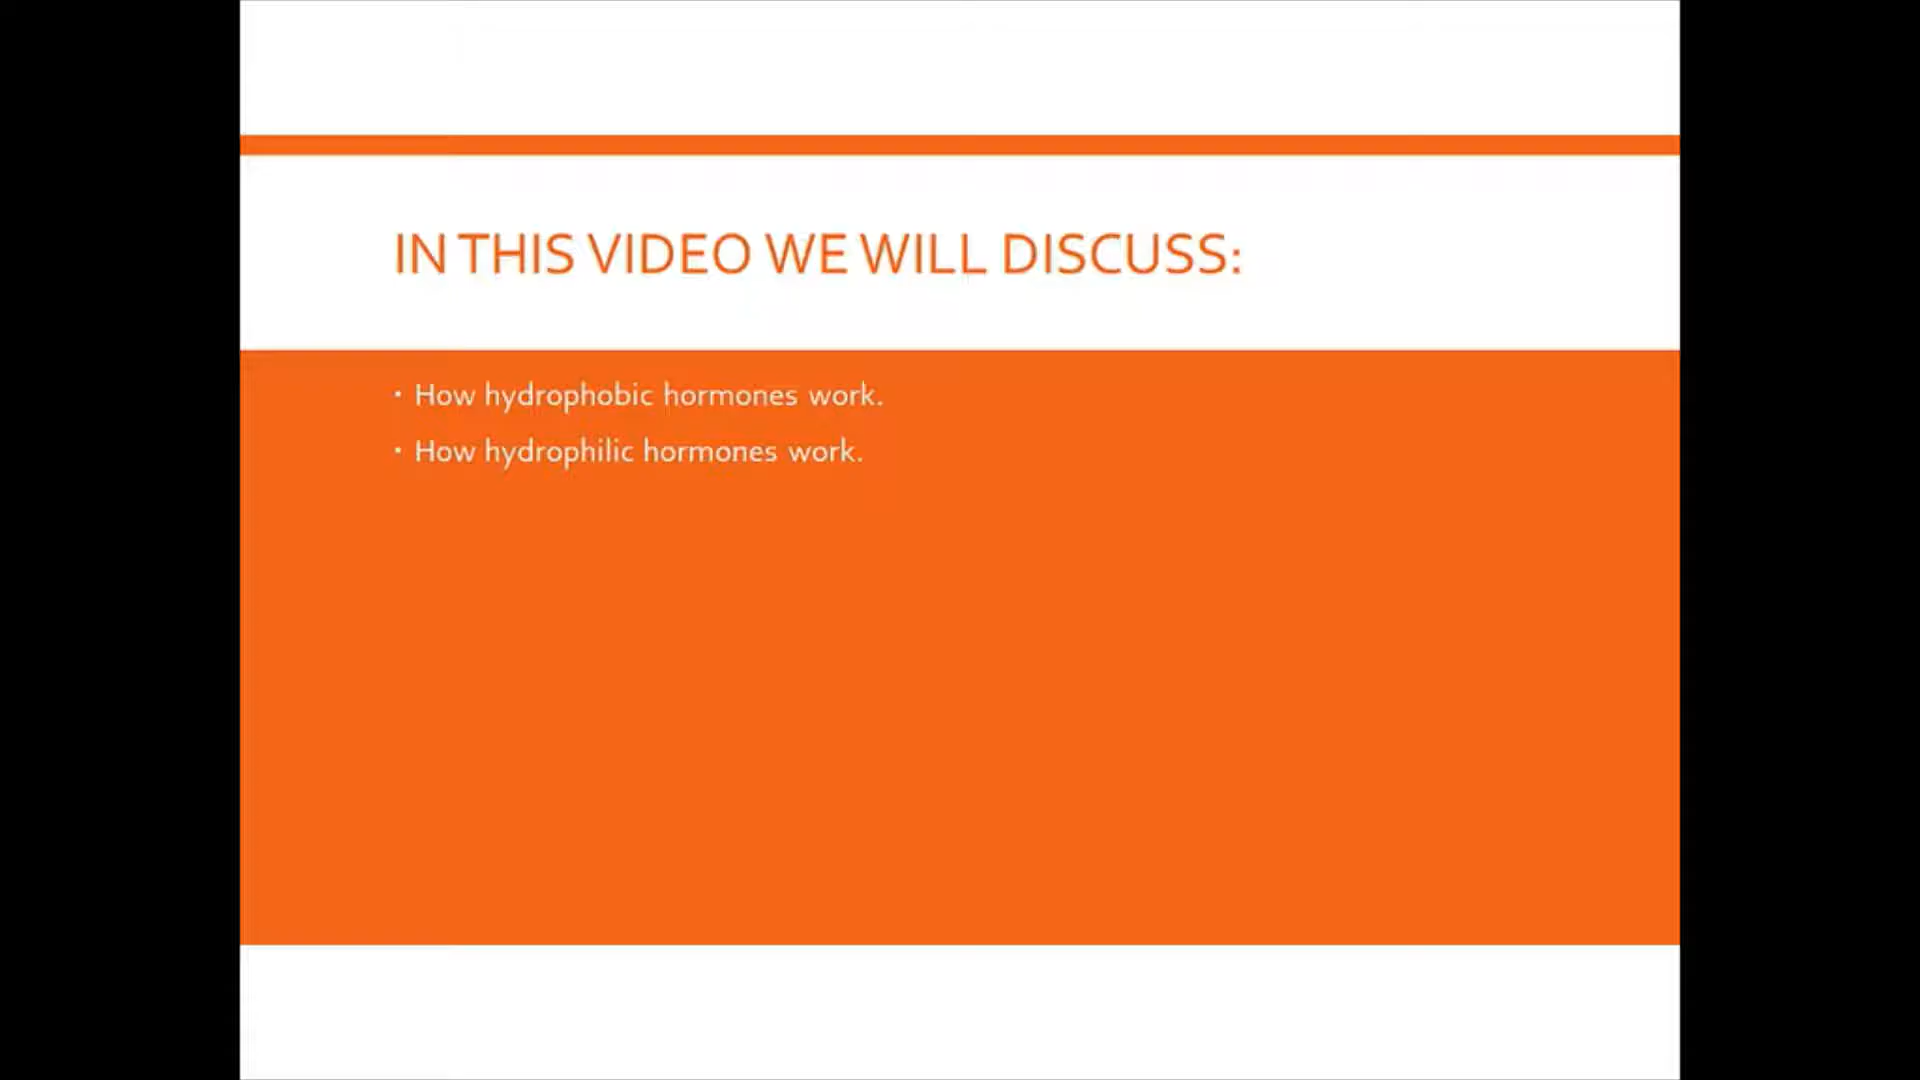 IN THIS VIDEO WE WILL DISCUSS:
• How hydrophobic hormones work.
• How hydrophilic hormones work.